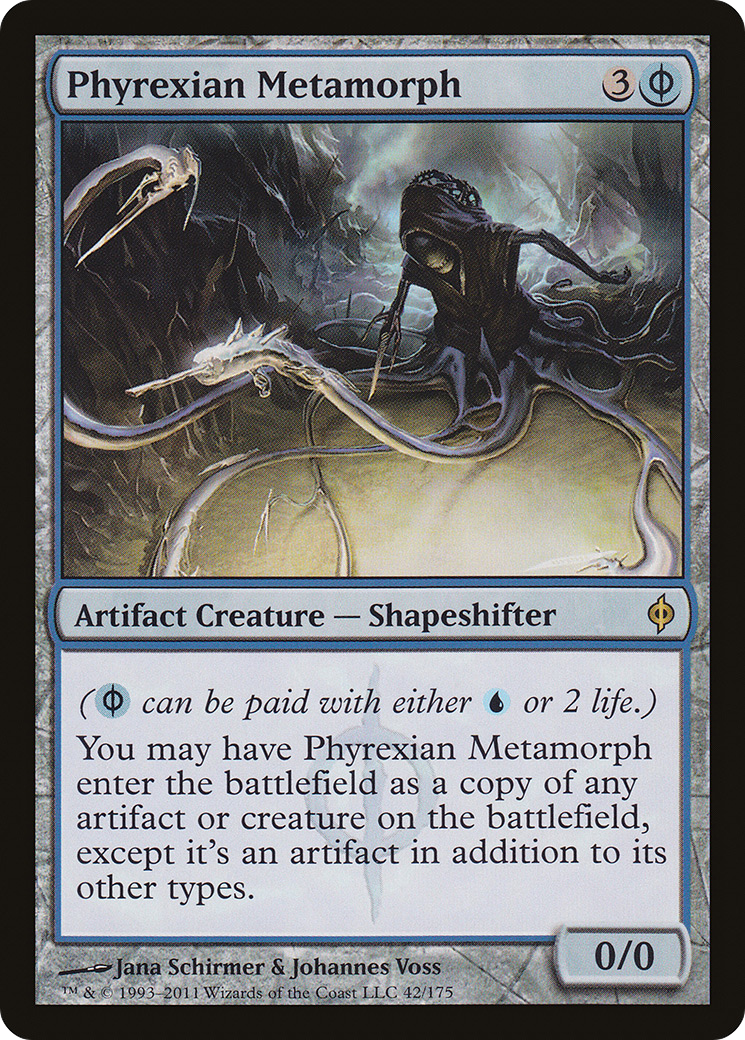 Phyrexian Metamorph 3
Artifact Creature — Shapeshifter
( can be paid with either or 2 life.)
You may have Phyrexian Metamorph
enter the battlefield as a copy of any
artifact or creature on the battlefield,
except it's an artifact in addition to its
other types.
0/0
Jana Schirmer & Johannes Voss
™ & © 1993–2011 Wizards of the Coast LLC 42/175